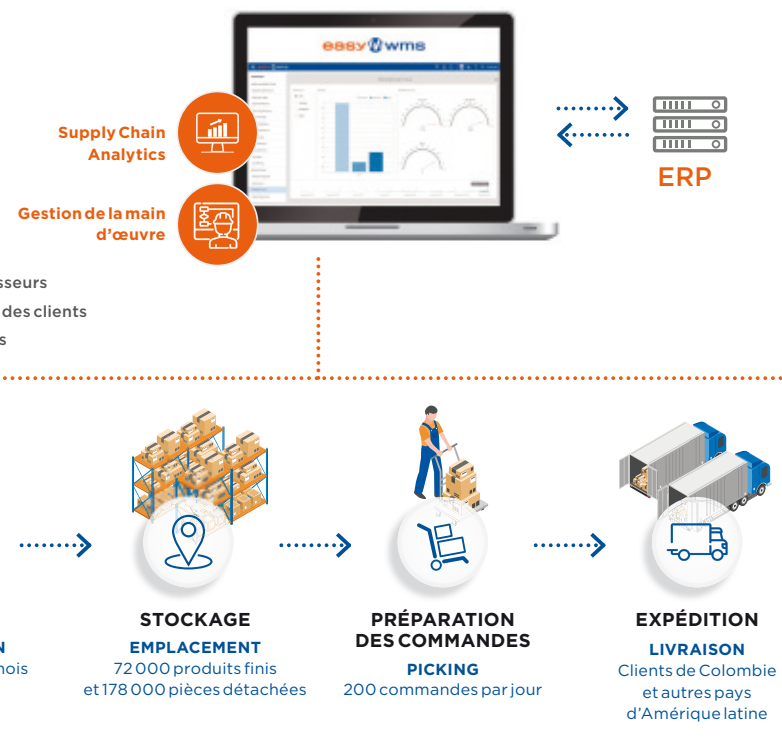 easy wms
Supply Chain
Analytics
ERP
Gestion de la main
d'œuvre
sseurs
des clients
s
STOCKAGE
EMPLACEMENT
72 000 produits finis
et 178 000 pièces détachées
PRÉPARATION
DES COMMANDES
PICKING
200 commandes par jour
EXPÉDITION
LIVRAISON
Clients de Colombie
et autres pays
d'Amérique latine
N
nois